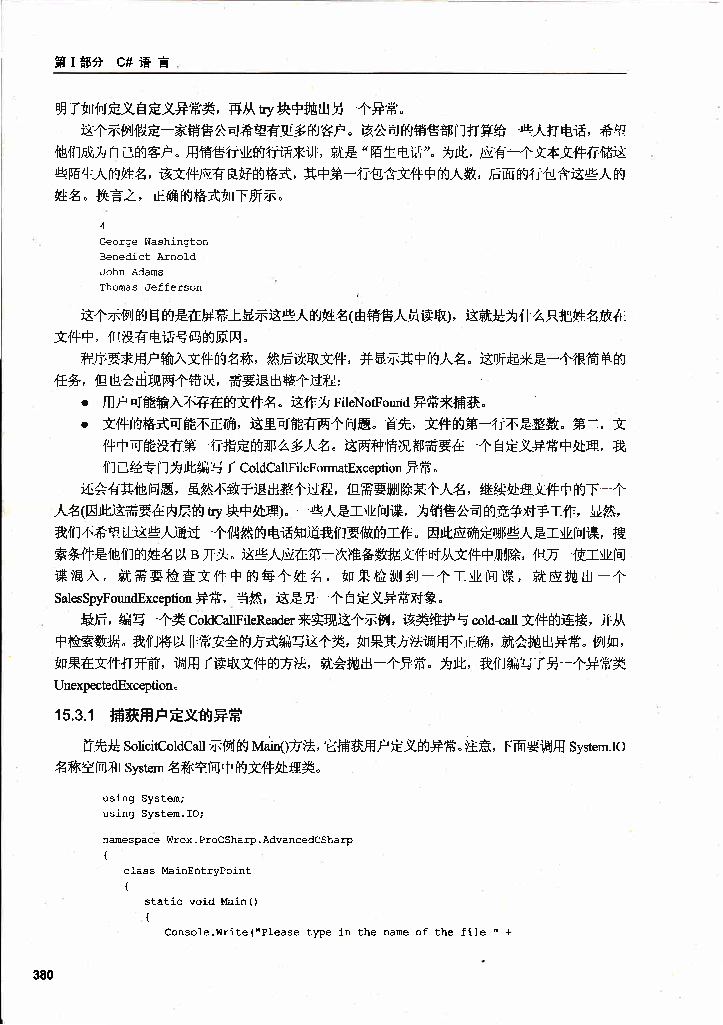 第 I 部分 C# 语 言
明了如何定义自定义异常类，再从 try 块中抛出另一个异常。
这个示例假定一家销售公司希望有更多的客户。该公司的销售部门打算给一些人打电话，希望
他们成为自己的客户。用销售行业的行话来讲，就是“陌生电话”。为此，应有一个文本文件存储这
些陌生人的姓名，该文件应有良好的格式，其中第一行包含文件中的人数，后面的行包含这些人的
姓名。换言之，正确的格式如下所示。
4
George Washington
Benedict Arnold
John Adams
Thomas Jefferson
这个示例的目的是在屏幕上显示这些人的姓名(由销售人员读取)，这就是为什么只把姓名放在
文件中，但没有电话号码的原因。
程序要求用户输入文件的名称，然后读取文件，并显示其中的人名。这听起来是一个很简单的
任务，但也会出现两个错误，需要退出整个过程：
● 用户可能输入不存在的文件名。这作为 FileNotFound 异常来捕获。
● 文件的格式可能不正确，这里可能有两个问题。首先，文件的第一行不是整数。第二，文
件中可能没有第一行指定的那么多人名。这两种情况都需要在一个自定义异常中处理，我
们已经专门为此编写了 ColdCallFileFormatException 异常。
还会有其他问题，虽然不致于退出整个过程，但需要删除某个人名，继续处理文件中的下一个
人名(因此这需要在内层的 try 块中处理)。一些人是工业间谍，为销售公司的竞争对手工作，显然，
我们不希望让这些人通过一个偶然的电话知道我们要做的工作。因此应确定哪些人是工业间谍，搜
索条件是他们的姓名以 B 开头。这些人应在第一次准备数据文件时从文件中删除，但万一使工业间
谍混入，就需要检查文件中的每个姓名，如果检测到一个工业间谍，就应抛出一个
SalesSpyFoundException 异常，当然，这是另一个自定义异常对象。
最后，编写一个类 ColdCallFileReader 来实现这个示例，该类维护与 cold-call 文件的连接，并从
中检索数据。我们将以非常安全的方式编写这个类，如果其方法调用不正确，就会抛出异常。例如，
如果在文件打开前，调用了读取文件的方法，就会抛出一个异常。为此，我们编写了另一个异常类
UnexpectedException。
15.3.1 捕获用户定义的异常
首先是 SolicitColdCall 示例的 Main()方法，它捕获用户定义的异常。注意，下面要调用 System.IO
名称空间和 System 名称空间中的文件处理类。
using System;
using System.IO;
namespace Wrox.ProCSharp.AdvancedCSharp
{
class MainEntryPoint
{
static void Main()
{
Console.Write("Please type in the name of the file " +
380